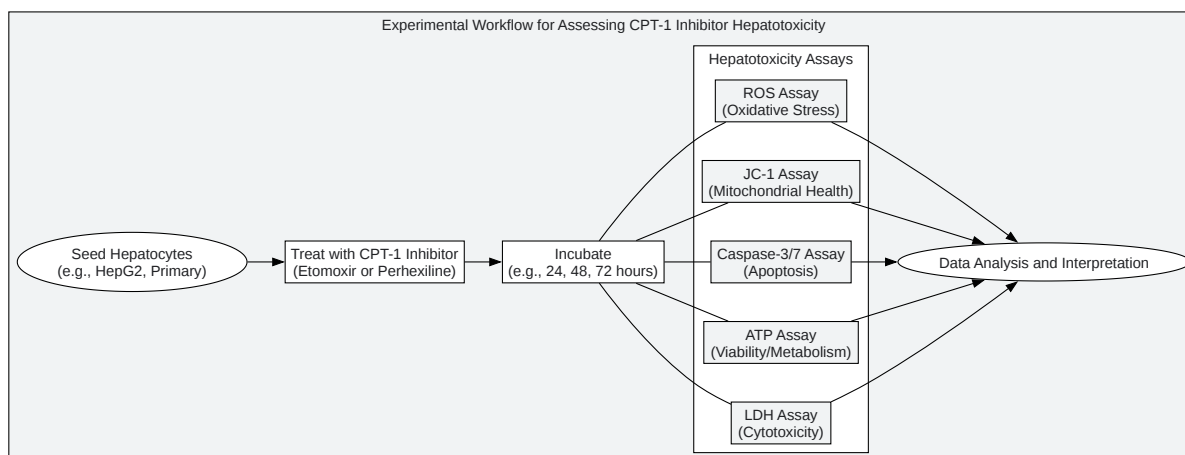 Experimental Workflow for Assessing CPT-1 Inhibitor Hepatotoxicity
Hepatotoxicity Assays
Seed Hepatocytes
(e.g., HepG2, Primary)
Treat with CPT-1 Inhibitor
(Etomoxir or Perhexiline)
Incubate
(e.g., 24, 48, 72 hours)
ROS Assay
(Oxidative Stress)
JC-1 Assay
(Mitochondrial Health)
Caspase-3/7 Assay
(Apoptosis)
ATP Assay
(Viability/Metabolism)
LDH Assay
(Cytotoxicity)
Data Analysis and Interpretation